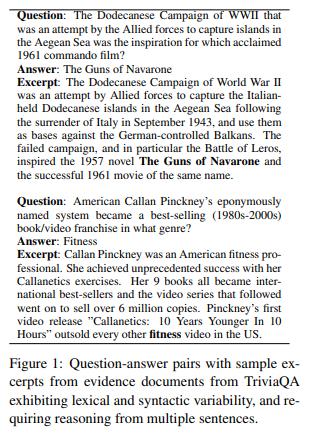 Question: The Dodecanese Campaign of WWII that
was an attempt by the Allied forces to capture islands in
the Aegean Sea was the inspiration for which acclaimed
1961 commando film?
Answer: The Guns of Navarone
Excerpt: The Dodecanese Campaign of World War II
was an attempt by Allied forces to capture the Italian-
held Dodecanese islands in the Aegean Sea following
the surrender of Italy in September 1943, and use them
as bases against the German-controlled Balkans. The
failed campaign, and in particular the Battle of Leros,
inspired the 1957 novel The Guns of Navarone and
the successful 1961 movie of the same name.
Question: American Callan Pinckney's eponymously
named system became a best-selling (1980s-2000s)
book/video franchise in what genre?
Answer: Fitness
Excerpt: Callan Pinckney was an American fitness pro-
fessional. She achieved unprecedented success with her
Callanetics exercises. Her 9 books all became inter-
national best-sellers and the video series that followed
went on to sell over 6 million copies. Pinckney's first
video release "Callanetics: 10 Years Younger In 10
Hours" outsold every other fitness video in the US.
Figure 1: Question-answer pairs with sample ex-
cerpts from evidence documents from TriviaQA
exhibiting lexical and syntactic variability, and re-
quiring reasoning from multiple sentences.